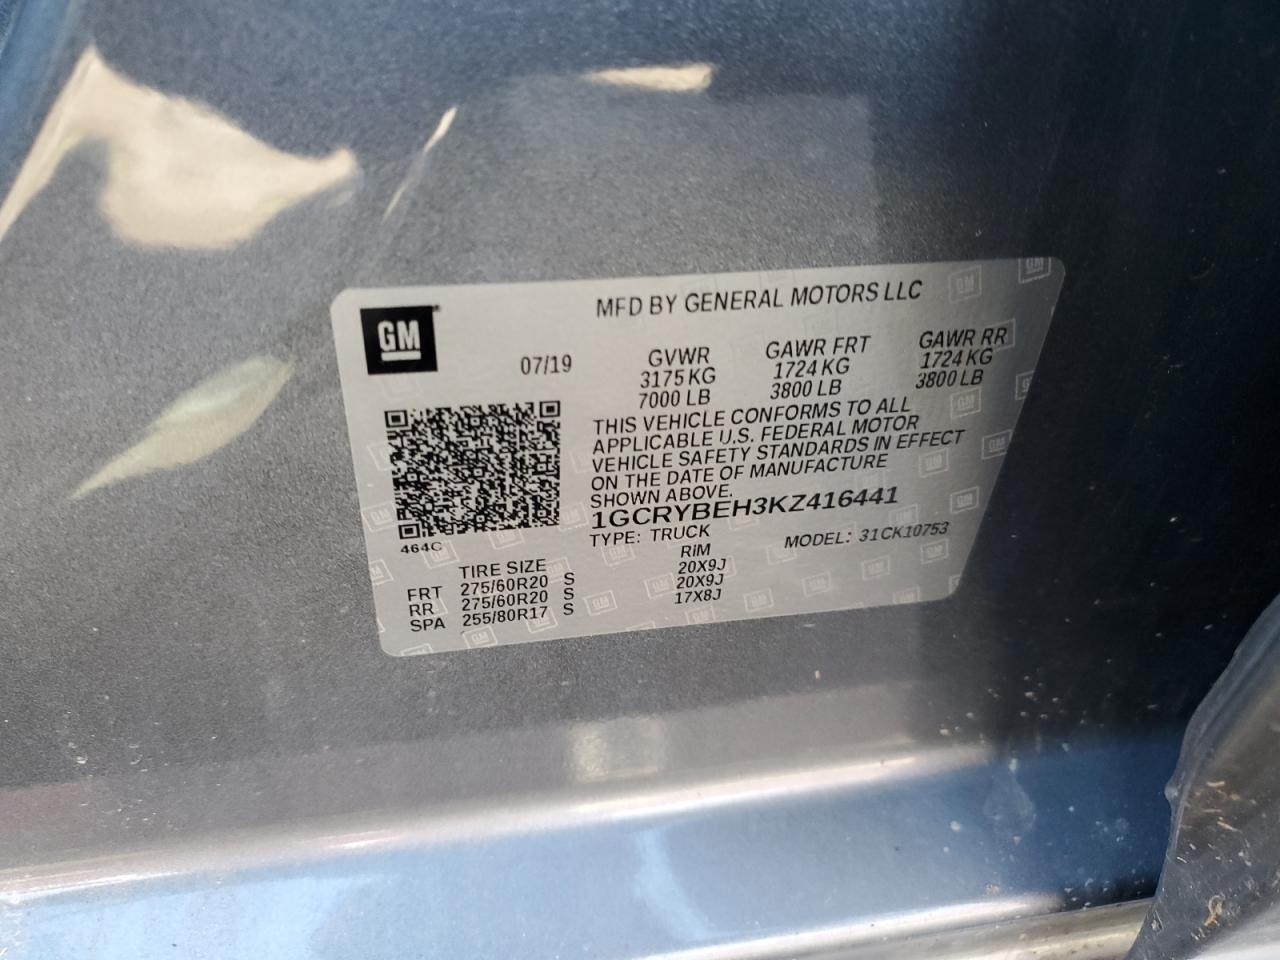 MFD BY GENERAL MOTORS LLC
GM
07/19
GVWR GAWR FRT GAWR RR
3175 KG 1724 KG 1724 KG
7000 LB 3800 LB 3800 LB
THIS VEHICLE CONFORMS TO ALL
APPLICABLE U.S. FEDERAL MOTOR
VEHICLE SAFETY STANDARDS IN EFFECT
ON THE DATE OF MANUFACTURE
SHOWN ABOVE.
1GCRYBEH3KZ416441
TYPE: TRUCK MODEL: 31CK10753
464C
TIRE SIZE RiM
FRT 275/60R20 S 20X9J
RR 275/60R20 S 20X9J
SPA 255/80R17 S 17X8J